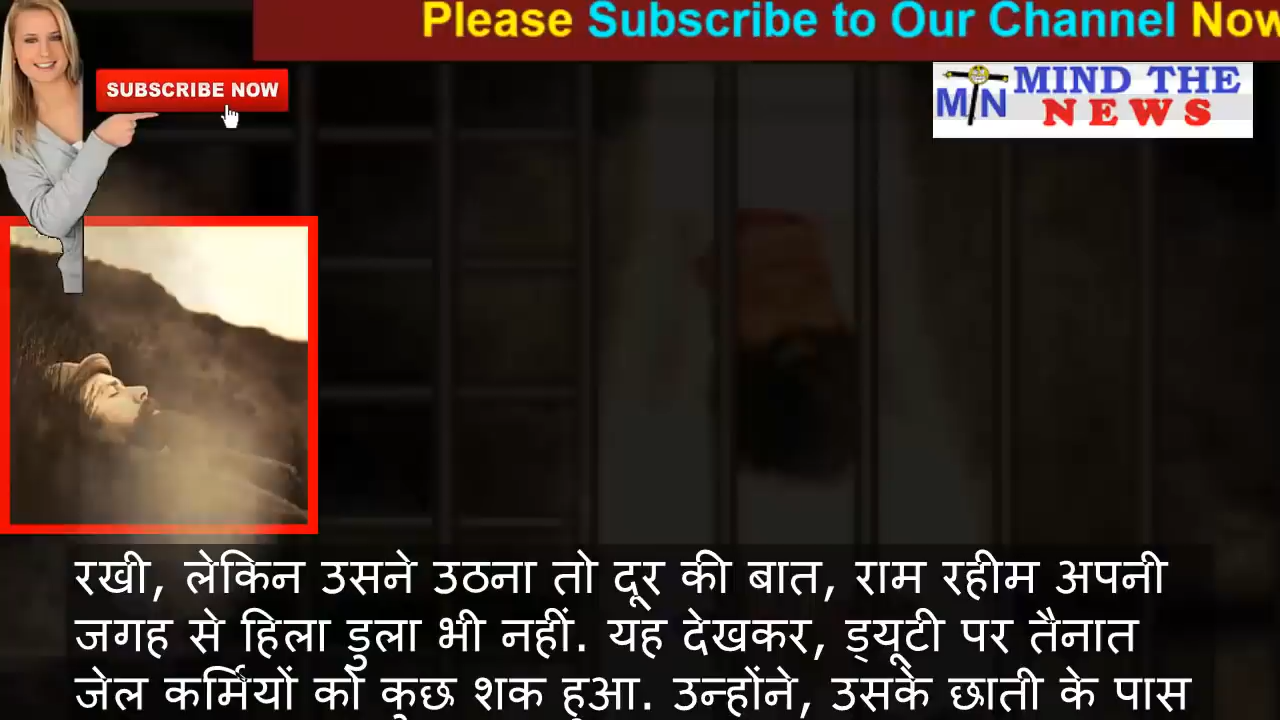 Please Subscribe to Our Channel Now
SUBSCRIBE NOW
MTN MIND THE
NEWS
रखी, लेकिन उसने उठना तो दूर की बात, राम रहीम अपनी
जगह से हिला डुला भी नहीं. यह देखकर, ड्यूटी पर तैनात
जेल कर्मियों को कुछ शक हुआ. उन्होंने, उसके छाती के पास